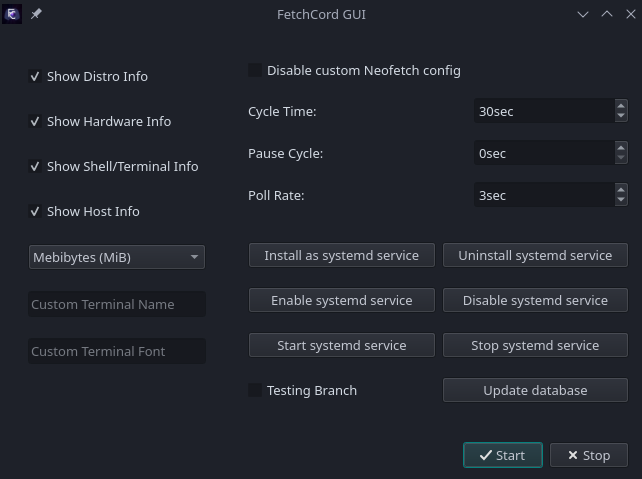 FetchCord GUI
Show Distro Info
Show Hardware Info
Show Shell/Terminal Info
Show Host Info
Mebibytes (MiB)
Custom Terminal Name
Custom Terminal Font
Disable custom Neofetch config
Cycle Time: 30sec
Pause Cycle: 0sec
Poll Rate: 3sec
Install as systemd service Uninstall systemd service
Enable systemd service Disable systemd service
Start systemd service Stop systemd service
Testing Branch Update database
Start Stop